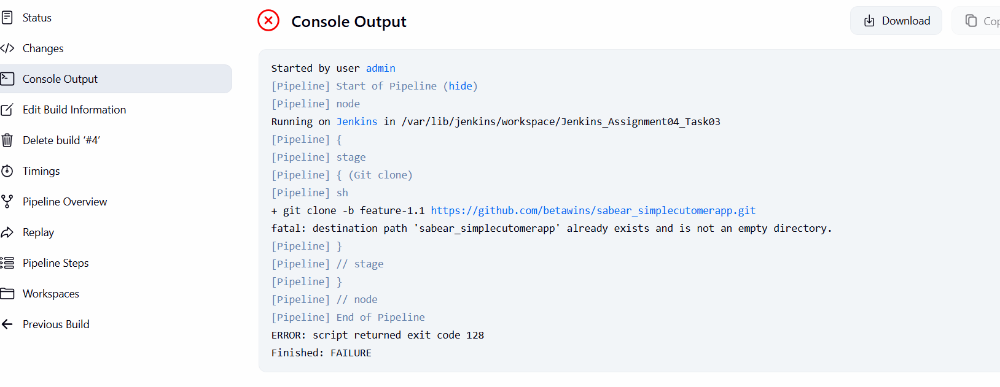 Status
Changes
Console Output
Edit Build Information
Delete build ‘#4’
Timings
Pipeline Overview
Replay
Pipeline Steps
Workspaces
Previous Build
Console Output
Download
Started by user admin
[Pipeline] Start of Pipeline (hide)
[Pipeline] node
Running on Jenkins in /var/lib/jenkins/workspace/Jenkins_Assignment04_Task03
[Pipeline] {
[Pipeline] stage
[Pipeline] { (Git clone)
[Pipeline] sh
+ git clone -b feature-1.1 https://github.com/betawins/sabear_simplecutomerapp.git
fatal: destination path 'sabear_simplecutomerapp' already exists and is not an empty directory.
[Pipeline] }
[Pipeline] // stage
[Pipeline] }
[Pipeline] // node
[Pipeline] End of Pipeline
ERROR: script returned exit code 128
Finished: FAILURE